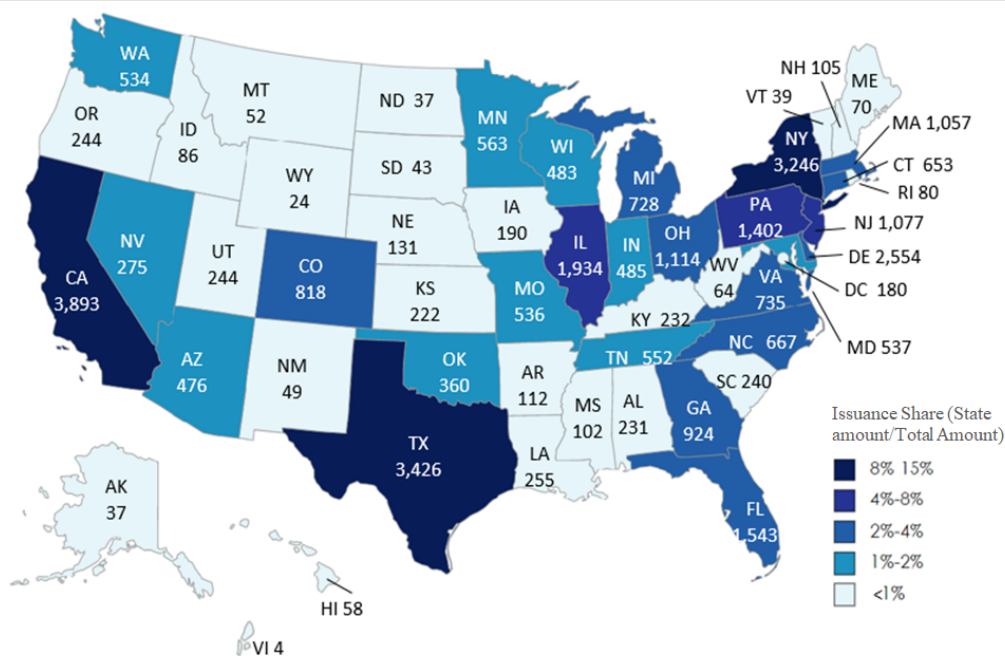 WA
534
OR
244
ID
86
MT
52
ND 37
SD 43
WY
24
NE
131
MN
563
WI
483
IA
190
MI
728
IL
1,934
IN
485
OH
1,114
PA
1,402
NY
3,246
VT 39
NH 105
ME
70
MA 1,057
CT 653
RI 80
NJ 1,077
DE 2,554
DC 180
MD 537
CA
3,893
NV
275
UT
244
CO
818
KS
222
MO
536
KY 232
WV
64
VA
735
NC 667
TN 552
SC 240
AZ
476
NM
49
OK
360
AR
112
TX
3,426
LA
255
MS
102
AL
231
GA
924
FL
1,543
AK
37
HI 58
VI 4
Issuance Share (State
amount/Total Amount)
8% 15%
4%-8%
2%-4%
1%-2%
<1%